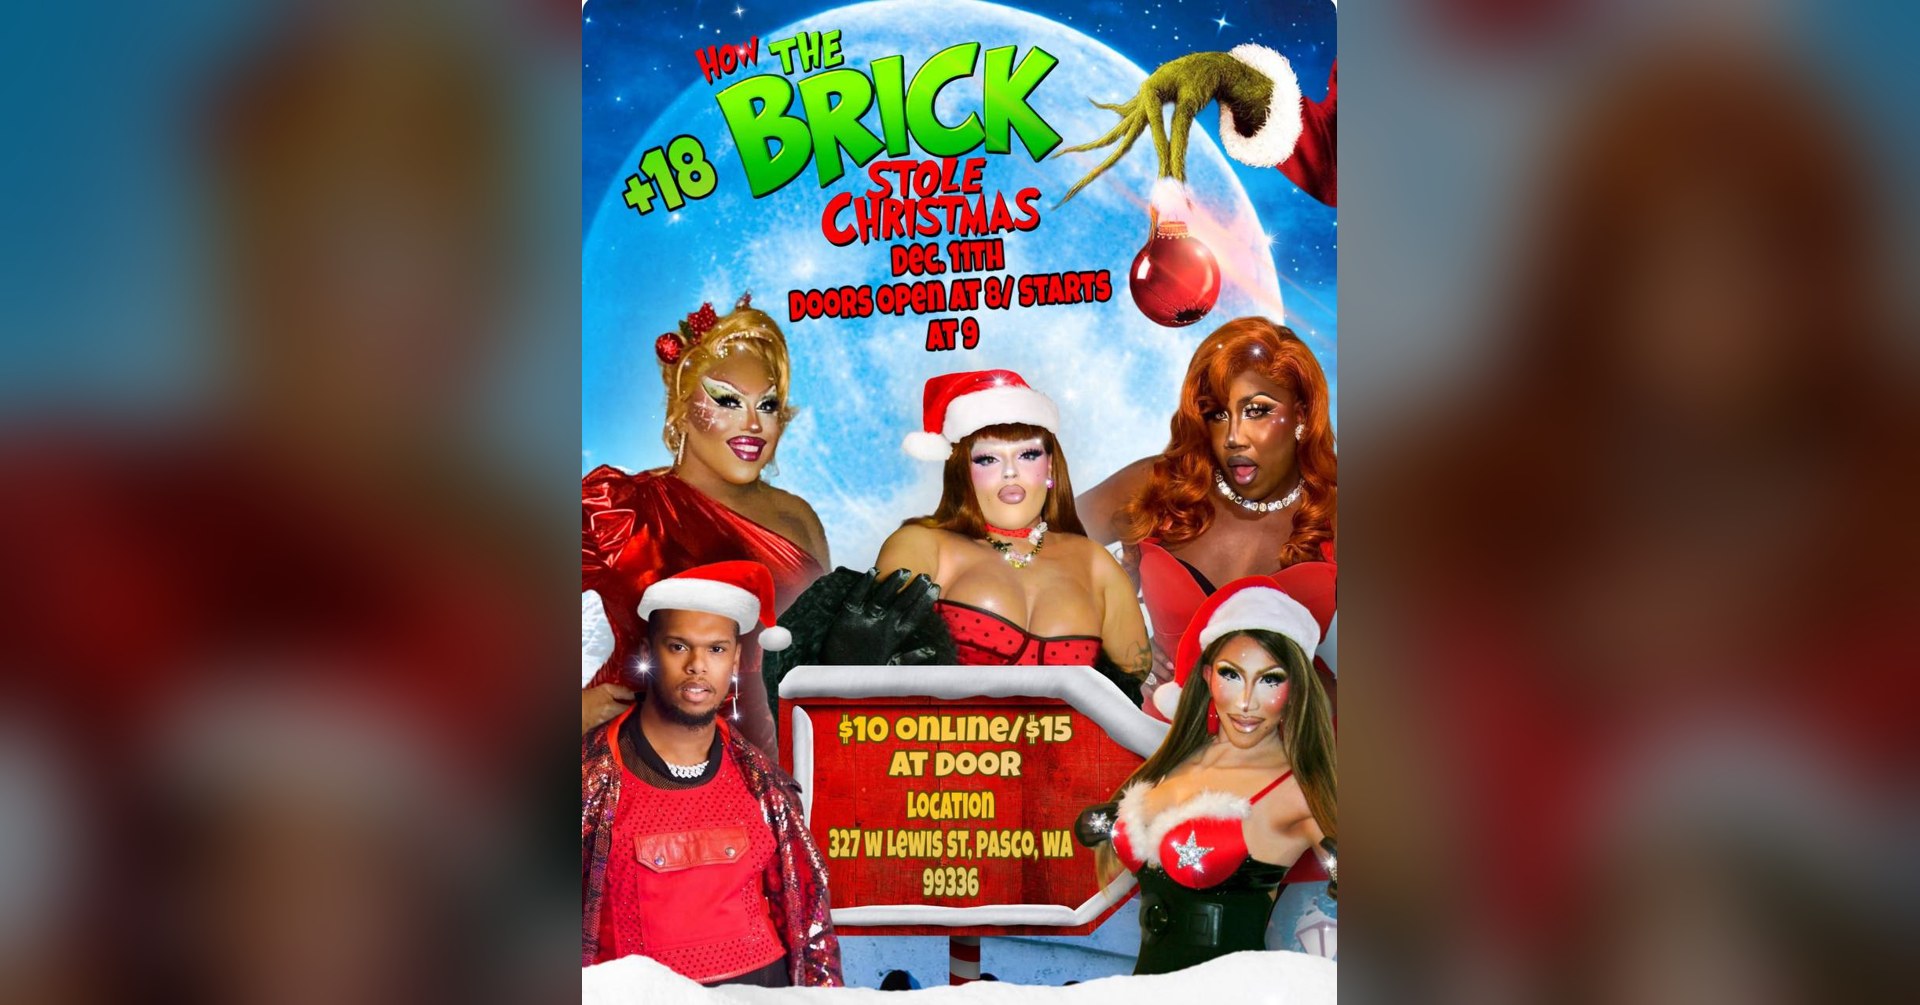 HOW THE
BRICK
+18
STOLE
CHRISTMAS
Dec. 11TH
DOORS OPEN AT 8/ STARTS
AT 9
$10 ONLINE/$15
AT DOOR
LOCATION
327 W LEWIS ST, PASCO, WA
99336